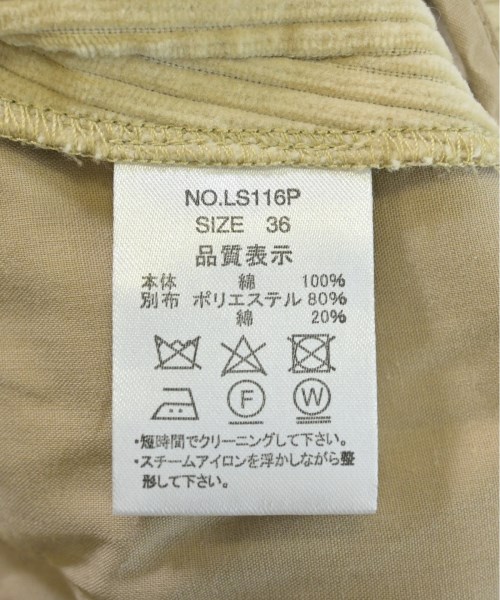 NO.LS116P
SIZE 36
品質表示
本体 綿 100%
別布 ポリエステル 80%
綿 20%
F W
・短時間でクリーニングして下さい。
・スチームアイロンを浮かしながら整
形して下さい。